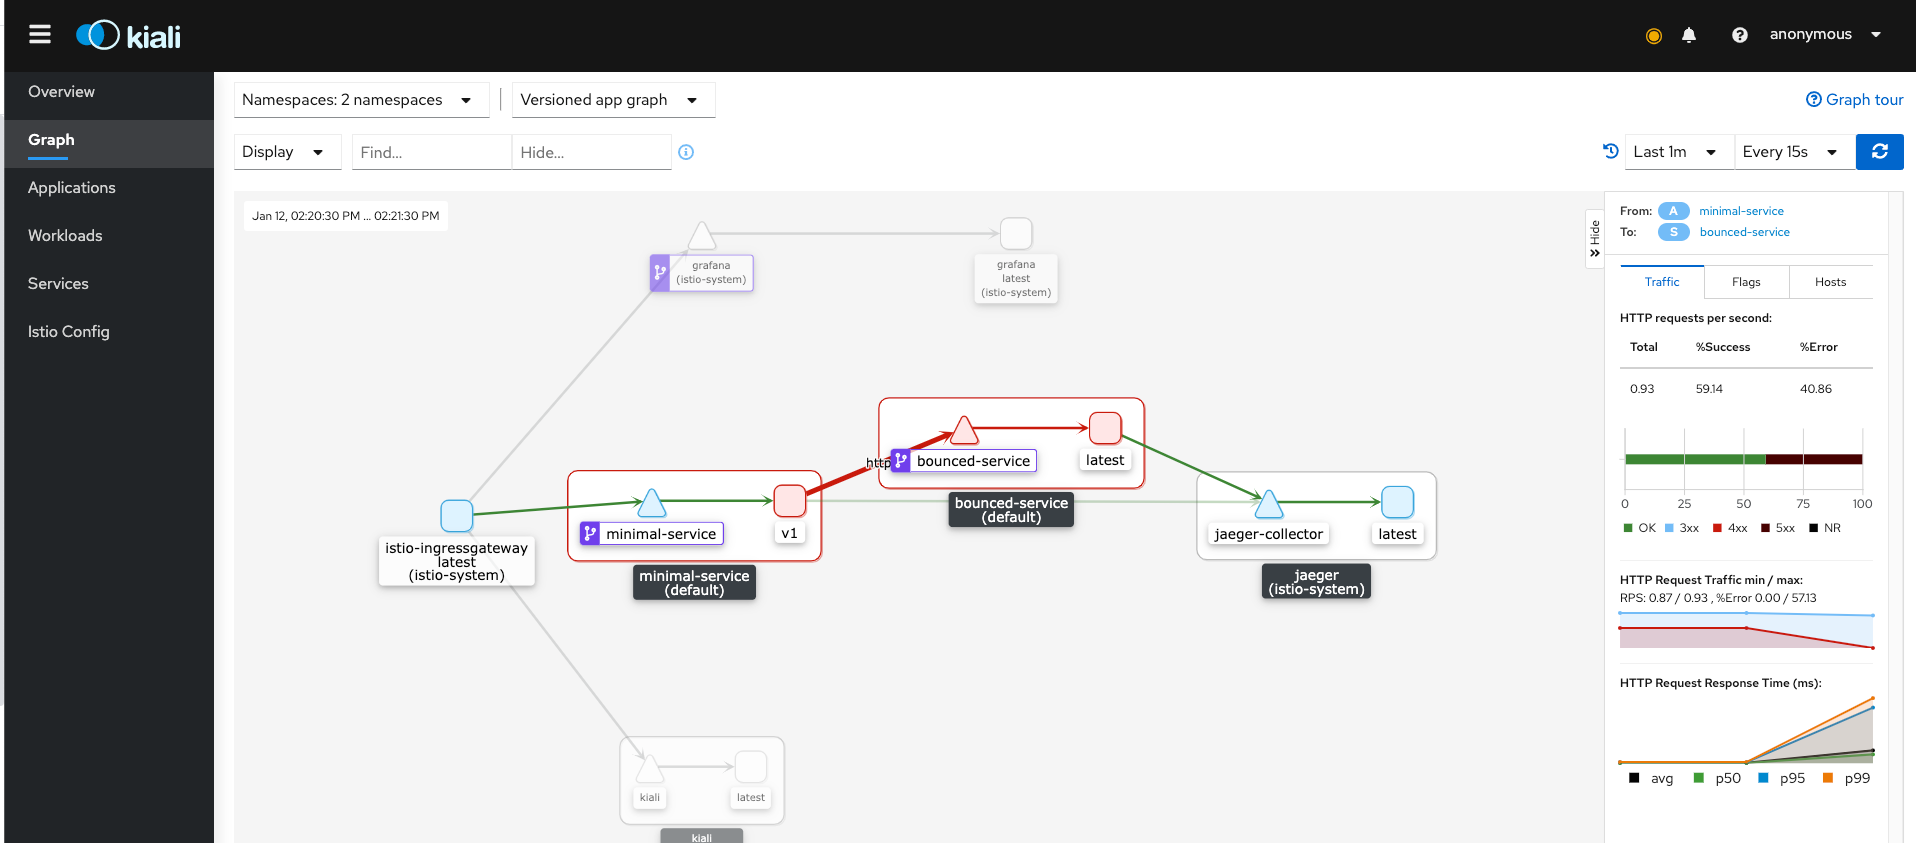 kiali
anonymous
Overview
Graph
Applications
Workloads
Services
Istio Config
Namespaces: 2 namespaces
Versioned app graph
Graph tour
Display
Find...
Hide...
Last 1m
Every 15s
Jan 12, 02:20:30 PM ... 02:21:30 PM
grafana
(istio-system)
grafana
latest
(istio-system)
http
bounced-service
latest
bounced-service
(default)
istio-ingressgateway
latest
(istio-system)
minimal-service
v1
minimal-service
(default)
jaeger-collector
latest
jaeger
(istio-system)
kiali
latest
kiali
Hide
From: A minimal-service
To: S bounced-service
Traffic Flags Hosts
HTTP requests per second:
Total %Success %Error
0.93 59.14 40.86
0 25 50 75 100
OK 3xx 4xx 5xx NR
HTTP Request Traffic min / max:
RPS: 0.87 / 0.93 , %Error 0.00 / 57.13
HTTP Request Response Time (ms):
avg p50 p95 p99